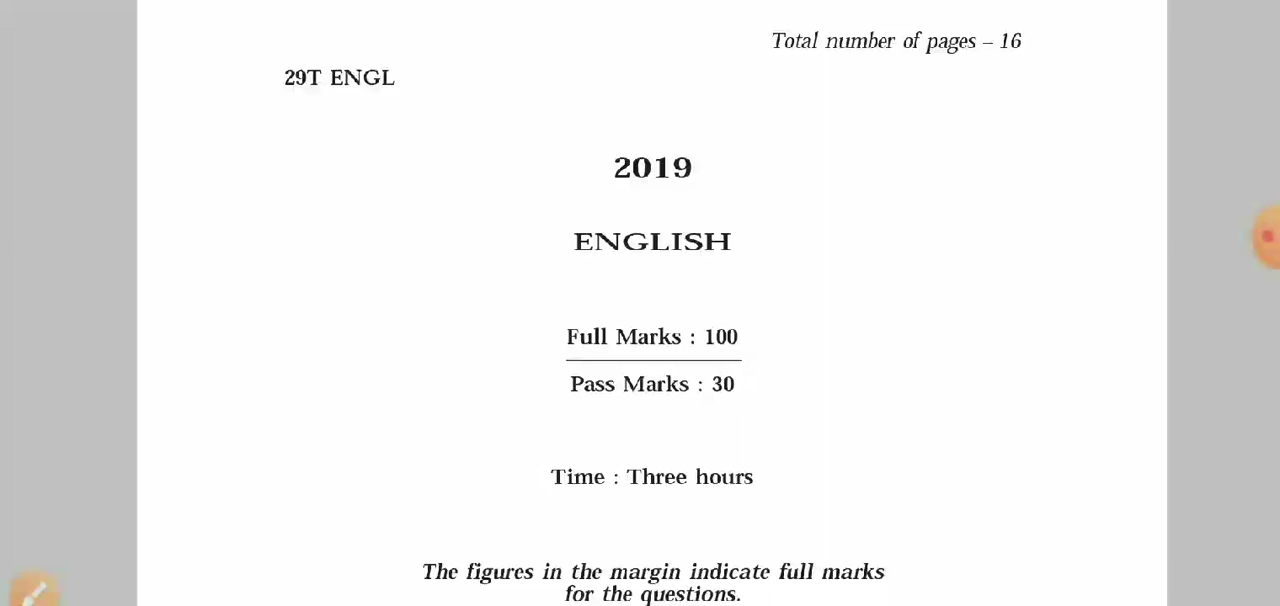 Total number of pages – 16
29T ENGL
2019
ENGLISH
Full Marks : 100
Pass Marks : 30
Time : Three hours
The figures in the margin indicate full marks
for the questions.